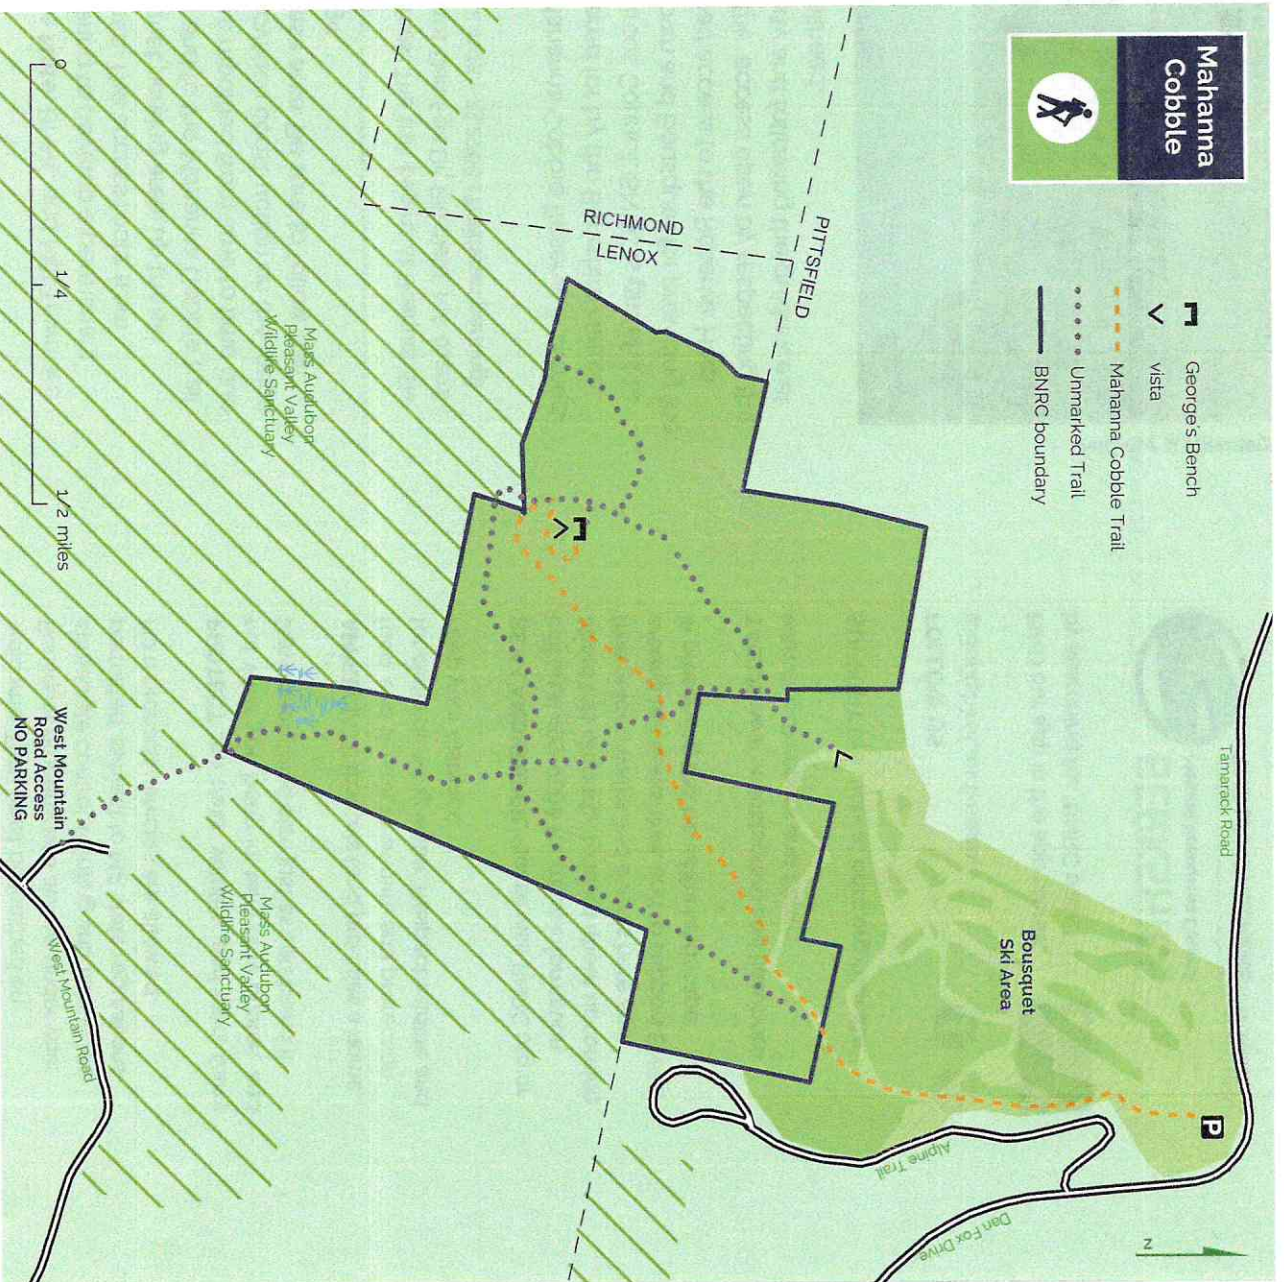 Mahanna
Cobble
George's Bench
vista
Mahanna Cobble Trail
Unmarked Trail
BNRC boundary
Tamarack Road
PITTSFIELD
RICHMOND
LENOX
Bousquet
Ski Area
P
Alpine Trail
Dan Fox Drive
N
Mass Audubon
Pleasant Valley
Wildlife Sanctuary
Mass Audubon
Pleasant Valley
Wildlife Sanctuary
West Mountain
Road Access
NO PARKING
West Mountain Road
0
1/4
1/2 miles